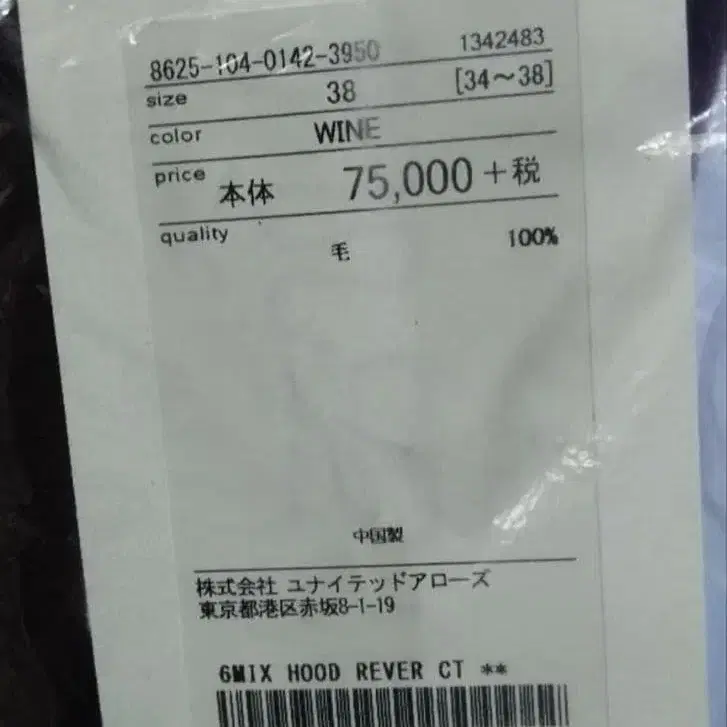 8625-104-0142-3950 1342483
size 38 [34～38]
color WINE
price 本体 75,000 +税
quality
毛 100%
中国製
株式会社 ユナイテッドアローズ
東京都港区赤坂8-1-19
6MIX HOOD REVER CT **